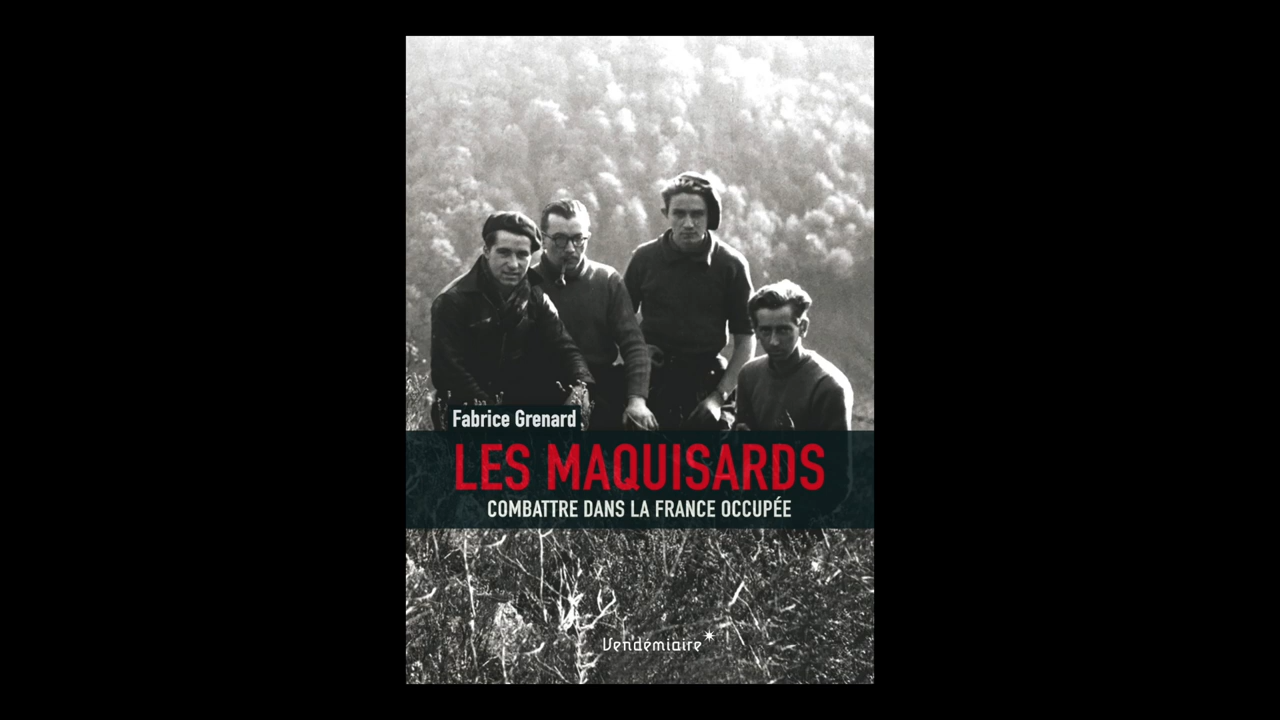 Fabrice Grenard
LES MAQUISARDS
COMBATTRE DANS LA FRANCE OCCUPÉE
Vendémiaire